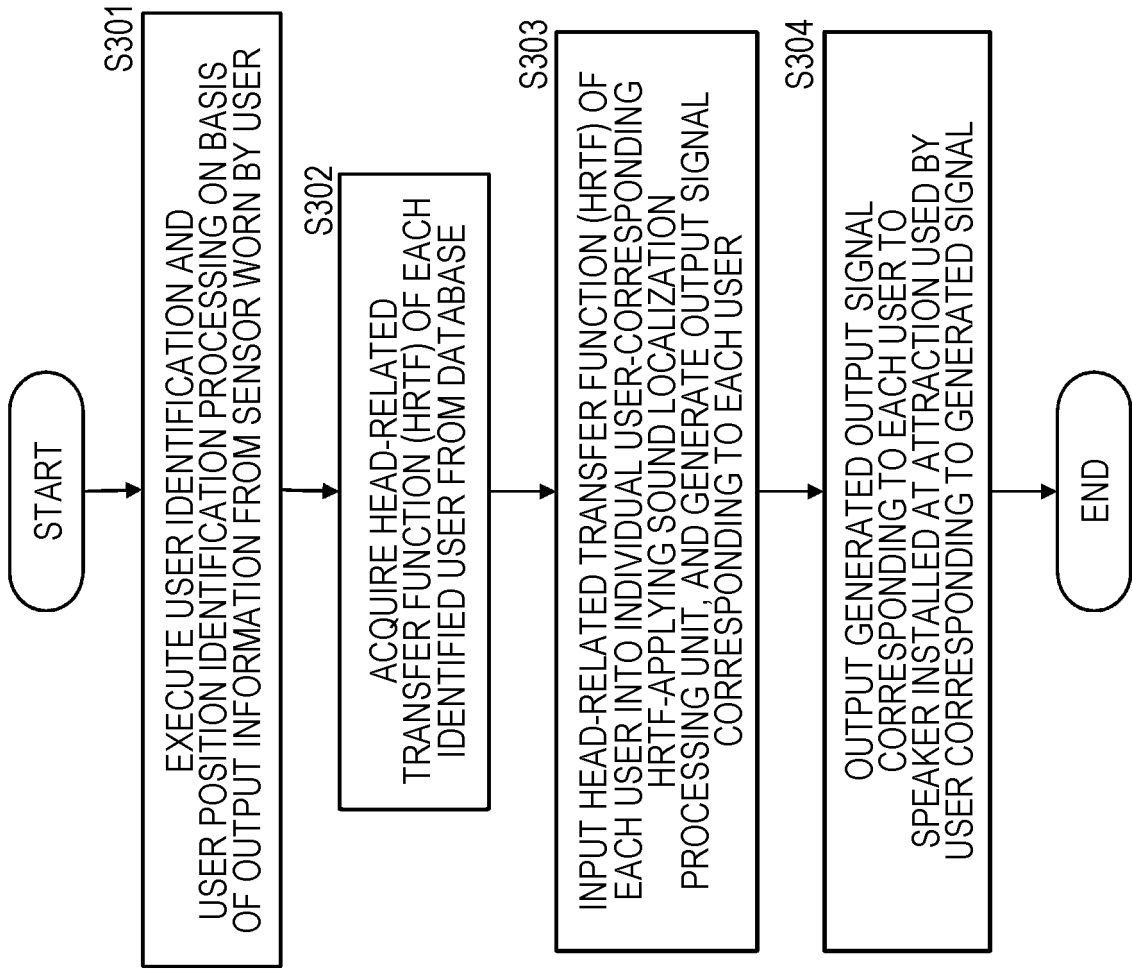 START
S301
EXECUTE USER IDENTIFICATION AND
USER POSITION IDENTIFICATION PROCESSING ON BASIS
OF OUTPUT INFORMATION FROM SENSOR WORN BY USER
S302
ACQUIRE HEAD-RELATED
TRANSFER FUNCTION (HRTF) OF EACH
IDENTIFIED USER FROM DATABASE
S303
INPUT HEAD-RELATED TRANSFER FUNCTION (HRTF) OF
EACH USER INTO INDIVIDUAL USER-CORRESPONDING
HRTF-APPLYING SOUND LOCALIZATION
PROCESSING UNIT, AND GENERATE OUTPUT SIGNAL
CORRESPONDING TO EACH USER
S304
OUTPUT GENERATED OUTPUT SIGNAL
CORRESPONDING TO EACH USER TO
SPEAKER INSTALLED AT ATTRACTION USED BY
USER CORRESPONDING TO GENERATED SIGNAL
END